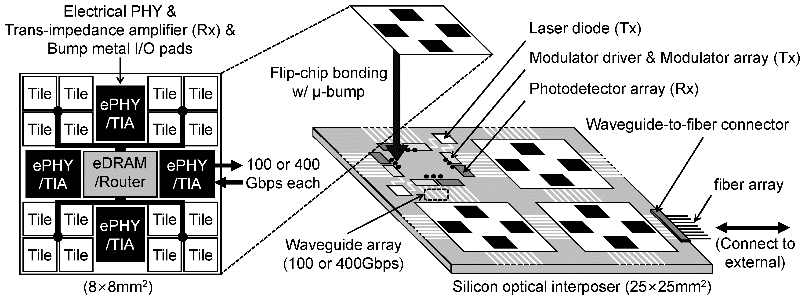 Electrical PHY &
Trans-impedance amplifier (Rx) &
Bump metal I/O pads
Tile Tile ePHY /TIA Tile Tile
Tile Tile Tile Tile
ePHY /TIA eDRAM /Router ePHY /TIA
Tile Tile ePHY /TIA Tile Tile
Tile Tile Tile Tile
(8×8mm²)
100 or 400
Gbps each
Flip-chip bonding
w/ μ-bump
Laser diode (Tx)
Modulator driver & Modulator array (Tx)
Photodetector array (Rx)
Waveguide-to-fiber connector
fiber array
(Connect to
external)
Waveguide array
(100 or 400Gbps)
Silicon optical interposer (25×25mm²)